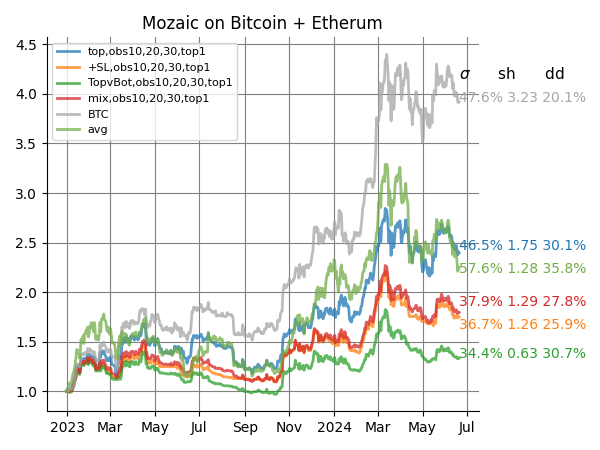 Mozaic on Bitcoin + Etherum
4.5
4.0
3.5
3.0
2.5
2.0
1.5
1.0
top,obs10,20,30,top1
+SL,obs10,20,30,top1
TopvBot,obs10,20,30,top1
mix,obs10,20,30,top1
BTC
avg
σ sh dd
47.6% 3.23 20.1%
46.5% 1.75 30.1%
57.6% 1.28 35.8%
37.9% 1.29 27.8%
36.7% 1.26 25.9%
34.4% 0.63 30.7%
2023 Mar May Jul Sep Nov 2024 Mar May Jul